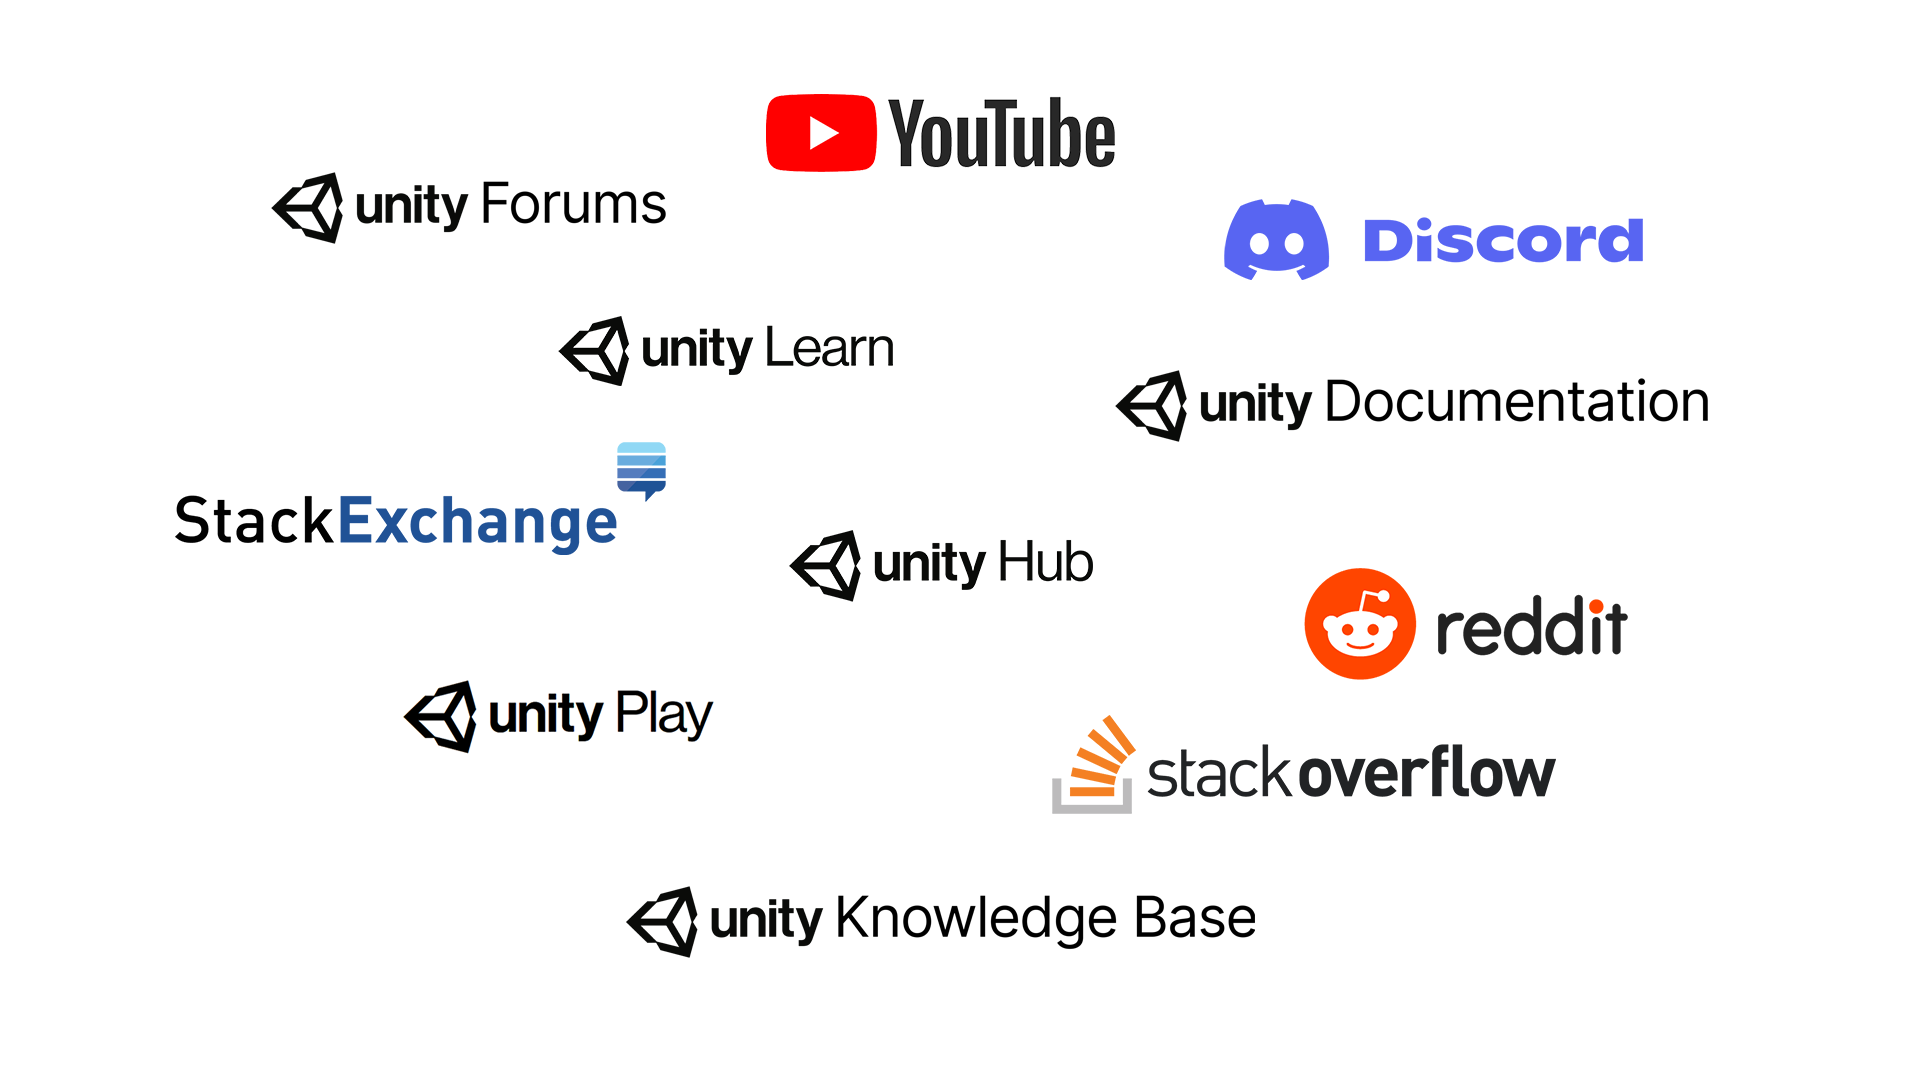 YouTube
unity Forums
Discord
unity Learn
unity Documentation
StackExchange
unity Hub
reddit
unity Play
stackoverflow
unity Knowledge Base